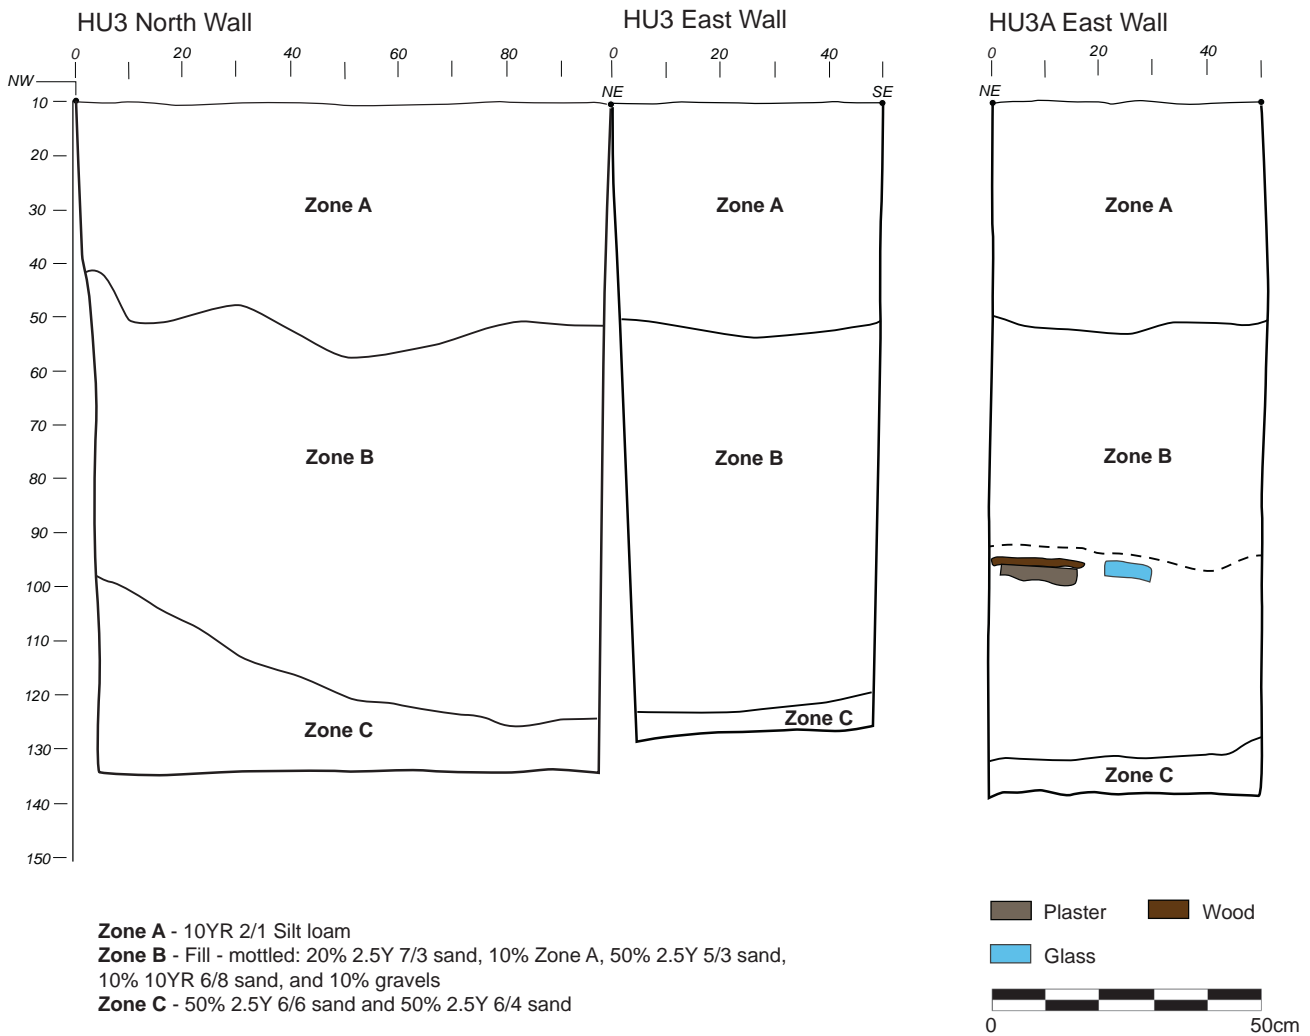 HU3 North Wall
HU3 East Wall
HU3A East Wall
0 20 40 60 80 0 20 40 0 20 40
NW
NE SE NE
10
20
30
40
50
60
70
80
90
100
110
120
130
140
150
Zone A Zone A Zone A
Zone B Zone B Zone B
Zone C Zone C Zone C
Zone A - 10YR 2/1 Silt loam
Zone B - Fill - mottled: 20% 2.5Y 7/3 sand, 10% Zone A, 50% 2.5Y 5/3 sand,
10% 10YR 6/8 sand, and 10% gravels
Zone C - 50% 2.5Y 6/6 sand and 50% 2.5Y 6/4 sand
Plaster Wood
Glass
0 50cm